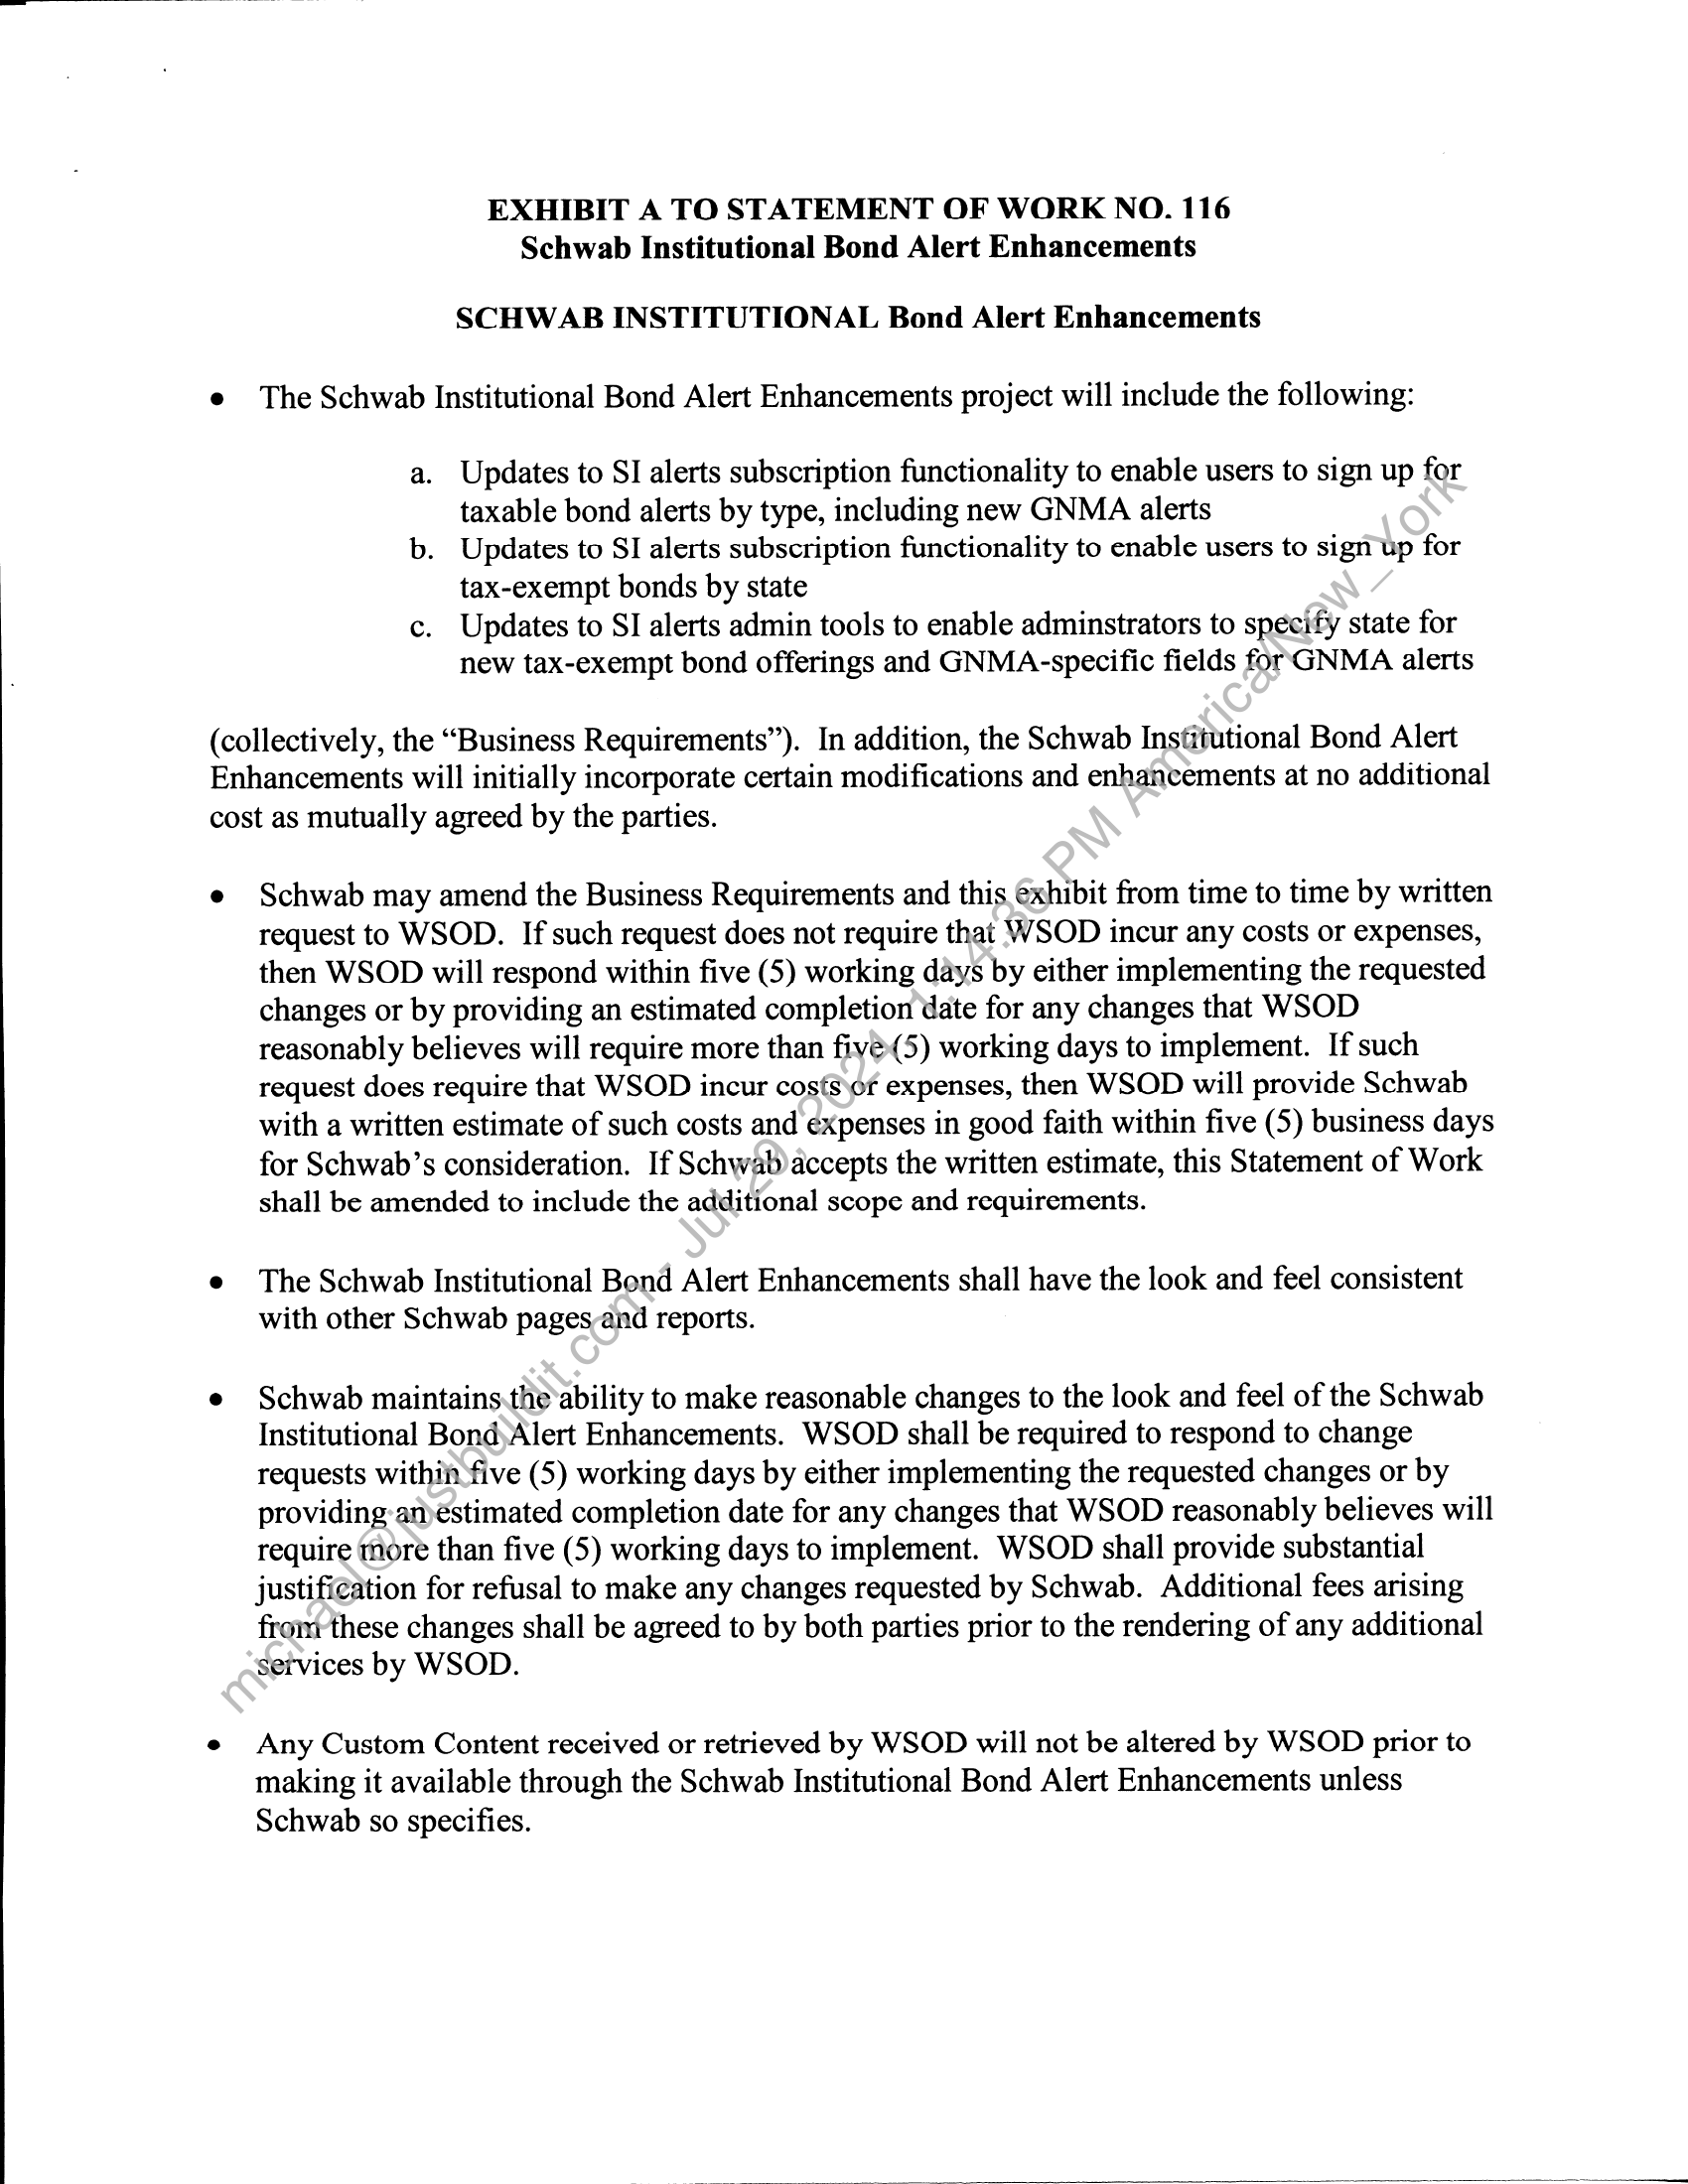 EXHIBIT A TO STATEMENT OF WORK NO. 116
Schwab Institutional Bond Alert Enhancements
SCHWAB INSTITUTIONAL Bond Alert Enhancements
• The Schwab Institutional Bond Alert Enhancements project will include the following:
a. Updates to SI alerts subscription functionality to enable users to sign up for
taxable bond alerts by type, including new GNMA alerts
b. Updates to SI alerts subscription functionality to enable users to sign up for
tax-exempt bonds by state
c. Updates to SI alerts admin tools to enable adminstrators to specify state for
new tax-exempt bond offerings and GNMA-specific fields for GNMA alerts
(collectively, the “Business Requirements”). In addition, the Schwab Institutional Bond Alert
Enhancements will initially incorporate certain modifications and enhancements at no additional
cost as mutually agreed by the parties.
• Schwab may amend the Business Requirements and this exhibit from time to time by written
request to WSOD. If such request does not require that WSOD incur any costs or expenses,
then WSOD will respond within five (5) working days by either implementing the requested
changes or by providing an estimated completion date for any changes that WSOD
reasonably believes will require more than five (5) working days to implement. If such
request does require that WSOD incur costs or expenses, then WSOD will provide Schwab
with a written estimate of such costs and expenses in good faith within five (5) business days
for Schwab’s consideration. If Schwab accepts the written estimate, this Statement of Work
shall be amended to include the additional scope and requirements.
• The Schwab Institutional Bond Alert Enhancements shall have the look and feel consistent
with other Schwab pages and reports.
• Schwab maintains the ability to make reasonable changes to the look and feel of the Schwab
Institutional Bond Alert Enhancements. WSOD shall be required to respond to change
requests within five (5) working days by either implementing the requested changes or by
providing an estimated completion date for any changes that WSOD reasonably believes will
require more than five (5) working days to implement. WSOD shall provide substantial
justification for refusal to make any changes requested by Schwab. Additional fees arising
from these changes shall be agreed to by both parties prior to the rendering of any additional
services by WSOD.
• Any Custom Content received or retrieved by WSOD will not be altered by WSOD prior to
making it available through the Schwab Institutional Bond Alert Enhancements unless
Schwab so specifies.
michael@justbuildit.com - Jul 29, 2024, 1:14:36 PM America/New_York